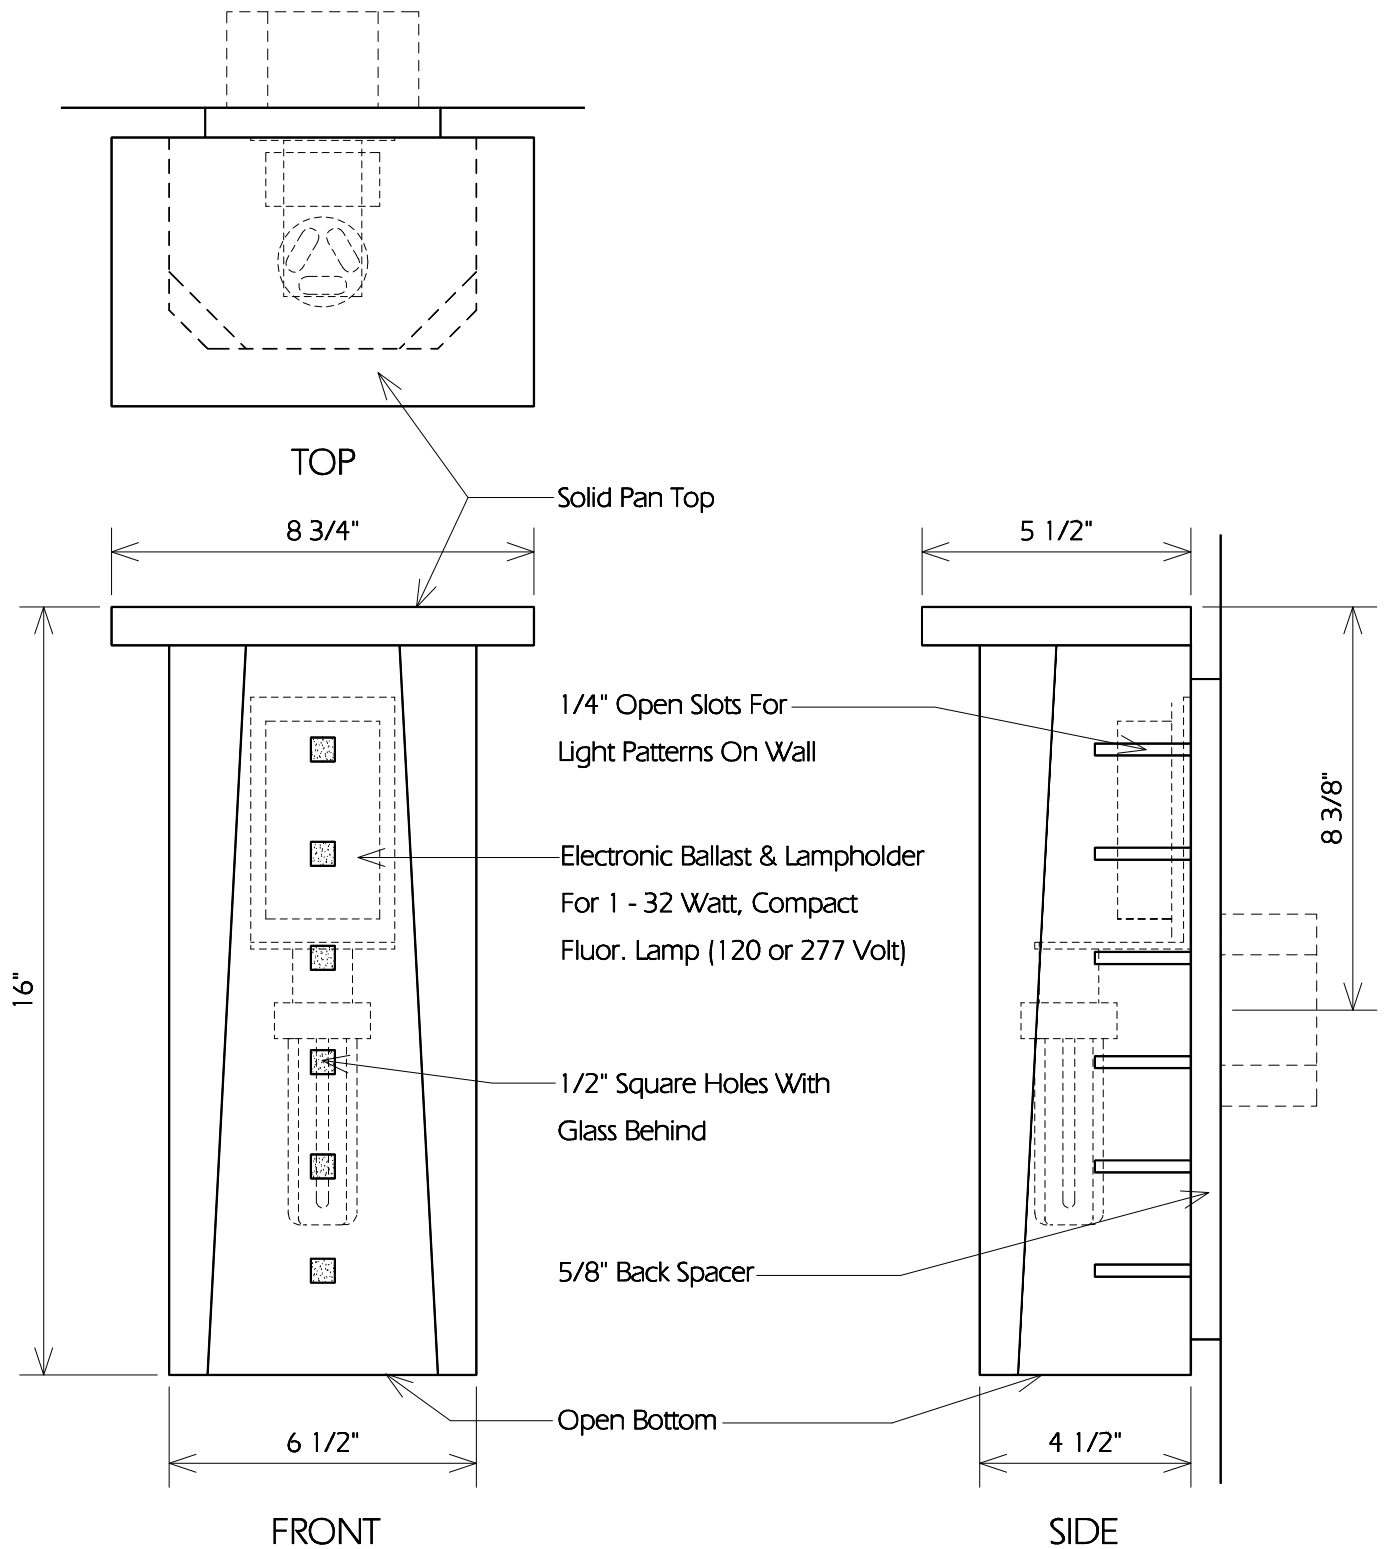 TOP
Solid Pan Top
8 3/4"
5 1/2"
1/4" Open Slots For
Light Patterns On Wall
8 3/8"
Electronic Ballast & Lampholder
For 1 - 32 Watt, Compact
Fluor. Lamp (120 or 277 Volt)
16"
1/2" Square Holes With
Glass Behind
5/8" Back Spacer
Open Bottom
6 1/2"
4 1/2"
FRONT
SIDE